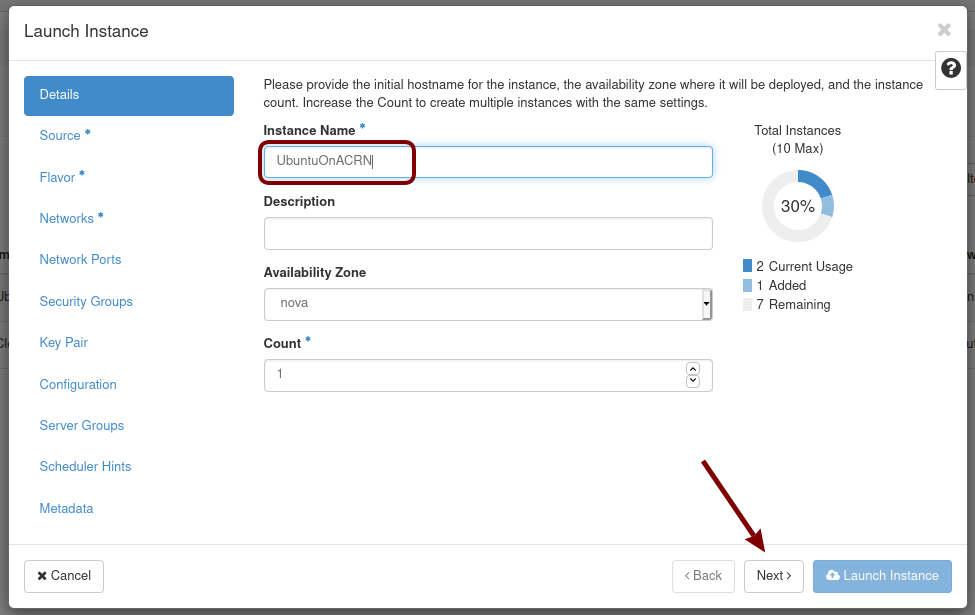 Launch Instance
Details
Source *
Flavor *
Networks *
Network Ports
Security Groups
Key Pair
Configuration
Server Groups
Scheduler Hints
Metadata
Please provide the initial hostname for the instance, the availability zone where it will be deployed, and the instance
count. Increase the Count to create multiple instances with the same settings.
Instance Name *
UbuntuOnACRN
Description
Availability Zone
nova
Count *
1
Total Instances
(10 Max)
30%
2 Current Usage
1 Added
7 Remaining
Cancel
Back
Next
Launch Instance